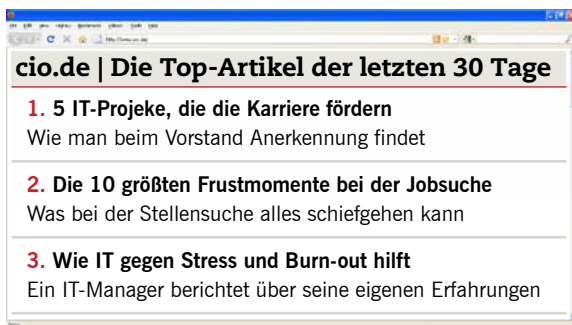 cio.de | Die Top-Artikel der letzten 30 Tage
1. 5 IT-Projeke, die die Karriere fördern
Wie man beim Vorstand Anerkennung findet
2. Die 10 größten Frustmomente bei der Jobsuche
Was bei der Stellensuche alles schiefgehen kann
3. Wie IT gegen Stress und Burn-out hilft
Ein IT-Manager berichtet über seine eigenen Erfahrungen